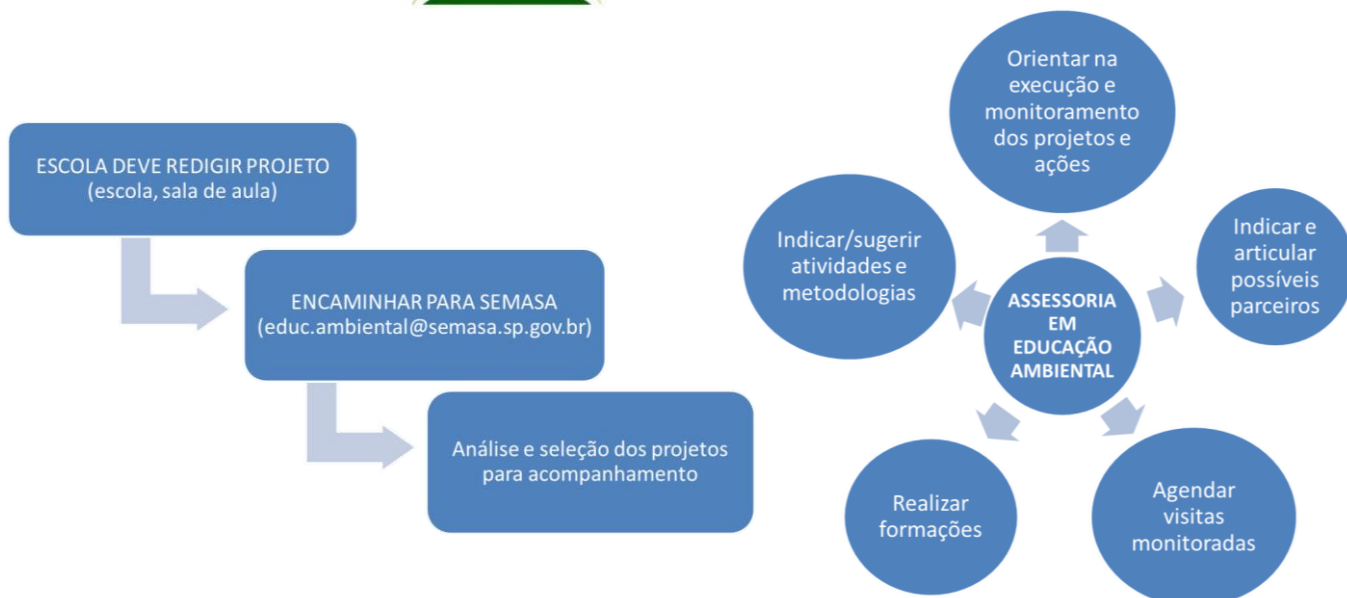 ESCOLA DEVE REDIGIR PROJETO
(escola, sala de aula)
ENCAMINHAR PARA SEMASA
(educ.ambiental@semasa.sp.gov.br)
Análise e seleção dos projetos
para acompanhamento
Orientar na
execução e
monitoramento
dos projetos e
ações
Indicar/sugerir
atividades e
metodologias
Indicar e
articular
possíveis
parceiros
ASSESSORIA
EM
EDUCAÇÃO
AMBIENTAL
Realizar
formações
Agendar
visitas
monitoradas